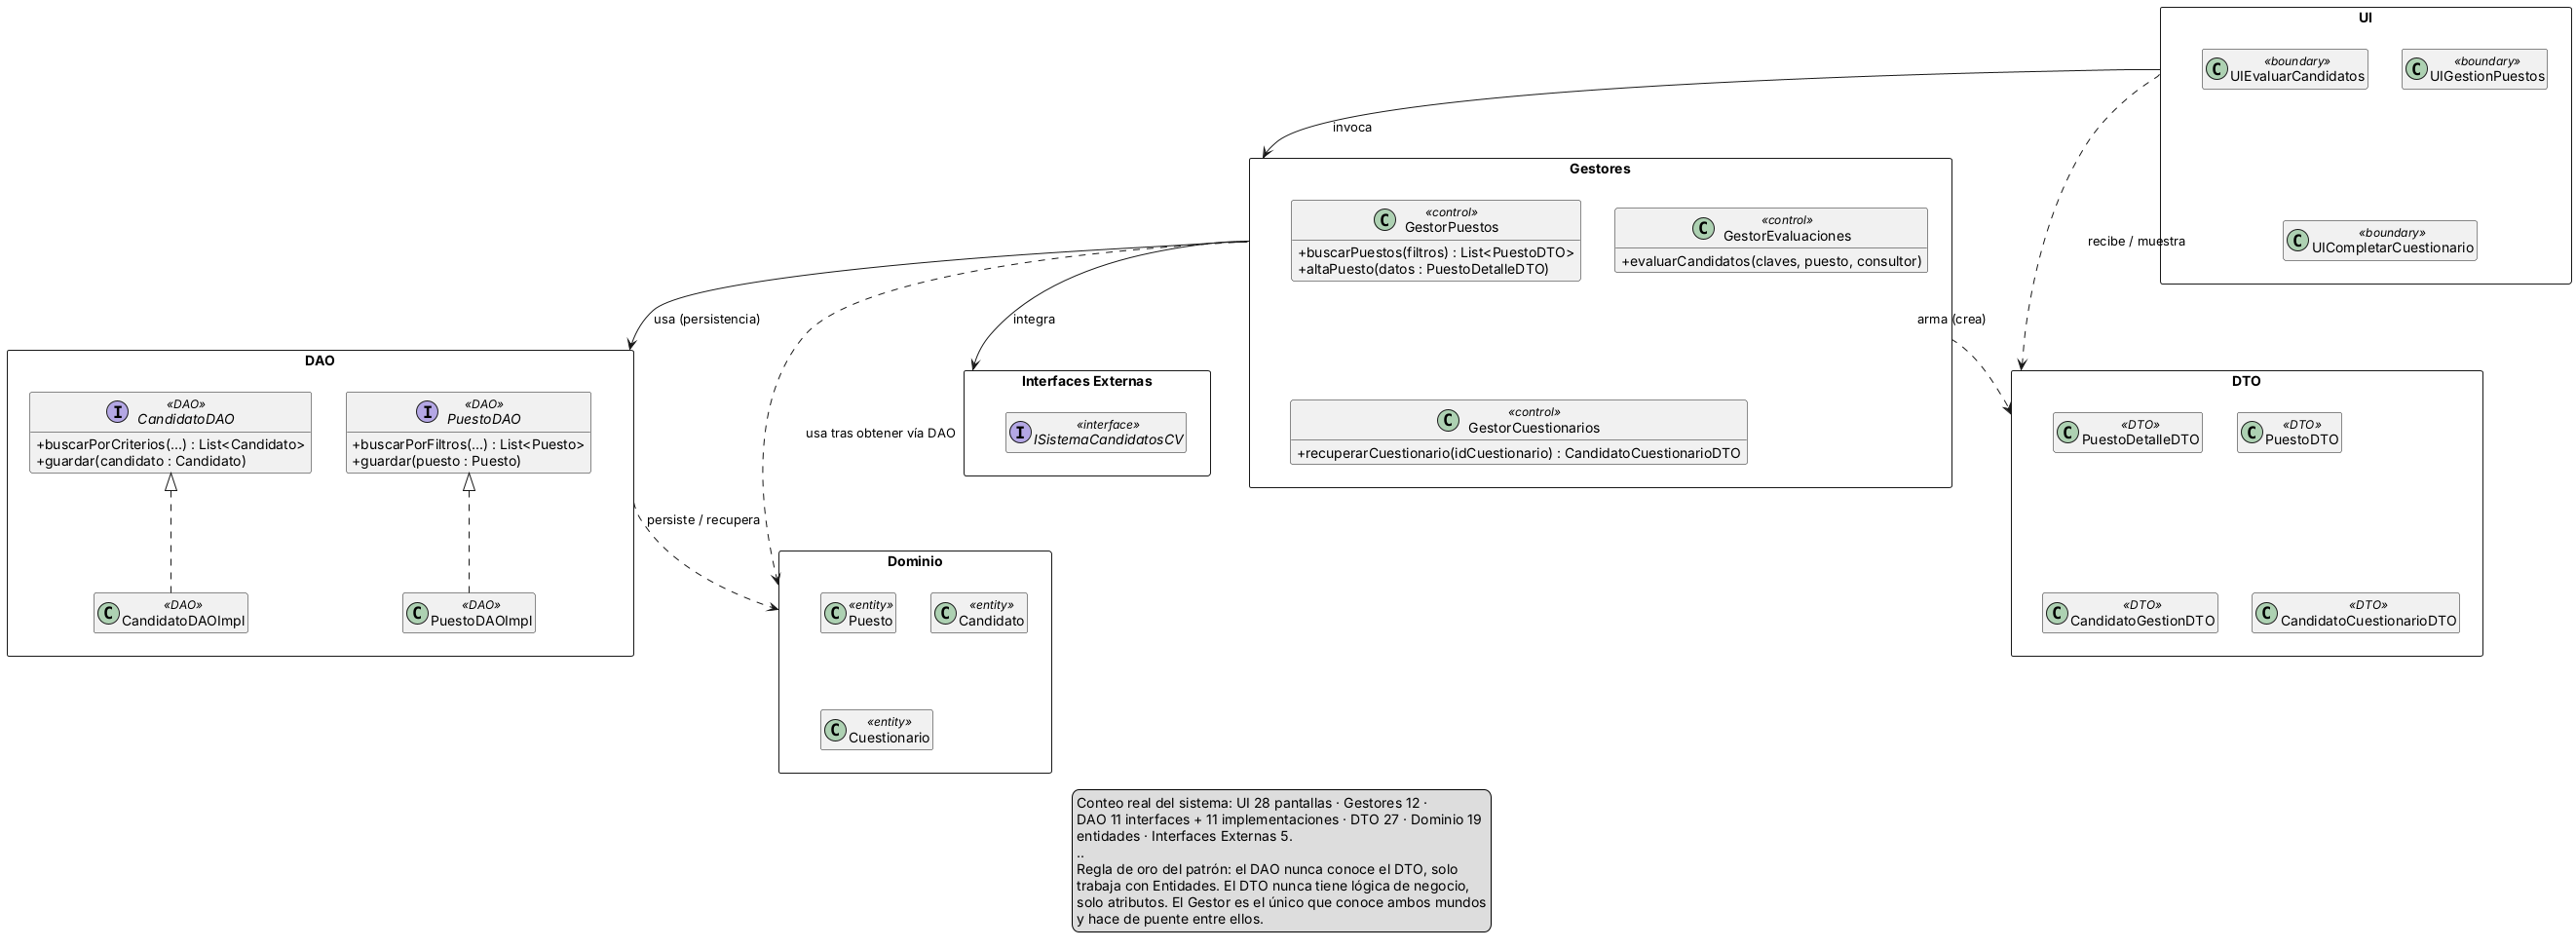 UI
«boundary»
UIEvaluarCandidatos
«boundary»
UIGestionPuestos
«boundary»
UICompletarCuestionario
invoca
recibe / muestra
Gestores
«control»
GestorPuestos
+buscarPuestos(filtros) : List<PuestoDTO>
+altaPuesto(datos : PuestoDetalleDTO)
«control»
GestorEvaluaciones
+evaluarCandidatos(claves, puesto, consultor)
«control»
GestorCuestionarios
+recuperarCuestionario(idCuestionario) : CandidatoCuestionarioDTO
usa (persistencia)
integra
arma (crea)
usa tras obtener vía DAO
DAO
«DAO»
CandidatoDAO
+buscarPorCriterios(...) : List<Candidato>
+guardar(candidato : Candidato)
«DAO»
PuestoDAO
+buscarPorFiltros(...) : List<Puesto>
+guardar(puesto : Puesto)
«DAO»
CandidatoDAOImpl
«DAO»
PuestoDAOImpl
persiste / recupera
Interfaces Externas
«interface»
ISistemaCandidatosCV
DTO
«DTO»
PuestoDetalleDTO
«DTO»
PuestoDTO
«DTO»
CandidatoGestionDTO
«DTO»
CandidatoCuestionarioDTO
Dominio
«entity»
Puesto
«entity»
Candidato
«entity»
Cuestionario
Conteo real del sistema: UI 28 pantallas · Gestores 12 ·
DAO 11 interfaces + 11 implementaciones · DTO 27 · Dominio 19
entidades · Interfaces Externas 5.
..
Regla de oro del patrón: el DAO nunca conoce el DTO, solo
trabaja con Entidades. El DTO nunca tiene lógica de negocio,
solo atributos. El Gestor es el único que conoce ambos mundos
y hace de puente entre ellos.